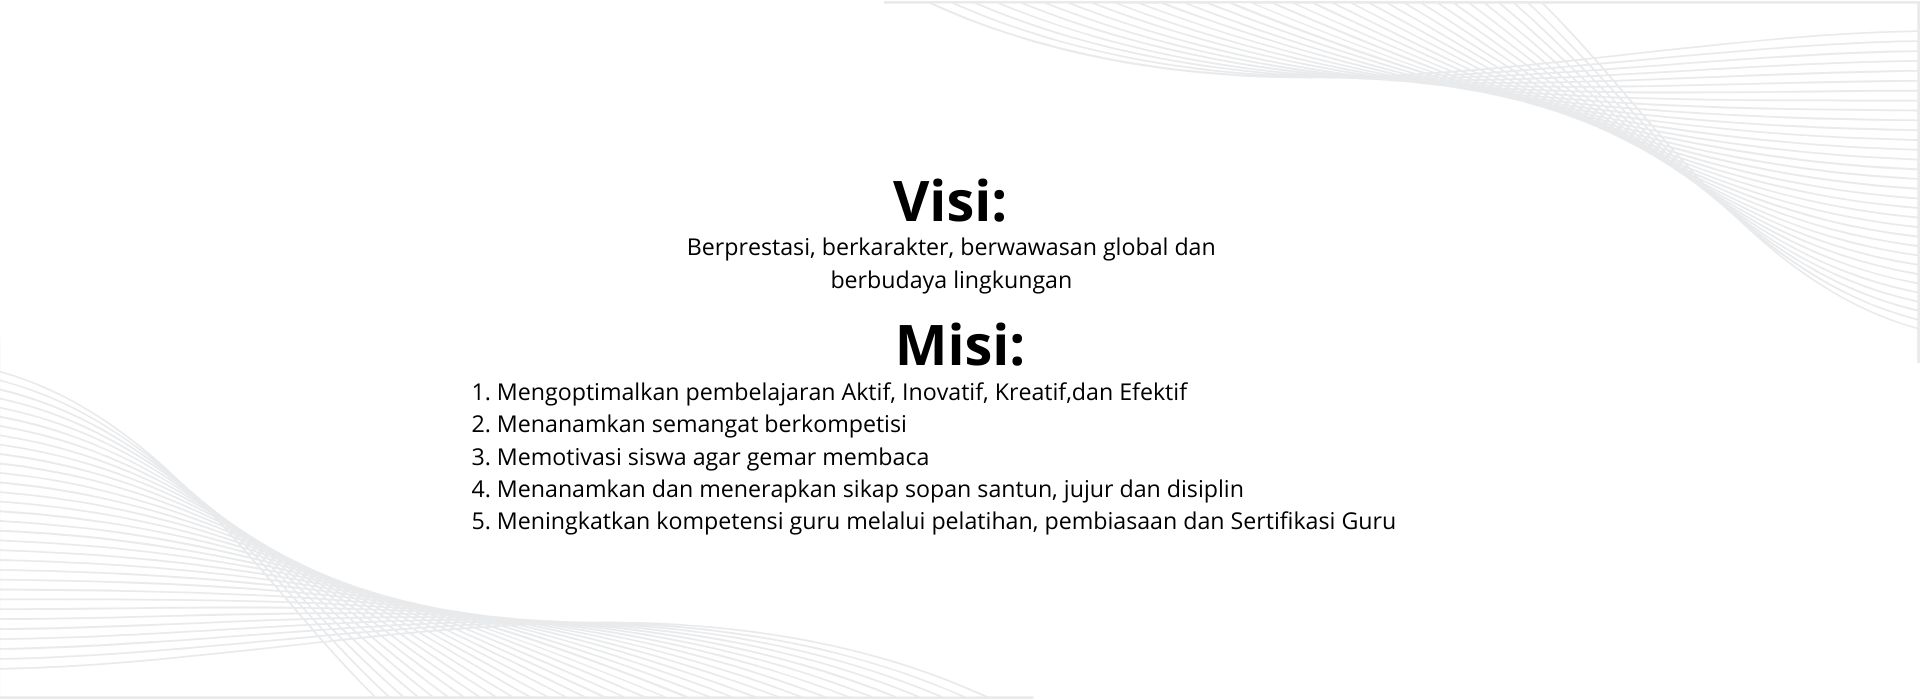 Visi:
Berprestasi, berkarakter, berwawasan global dan
berbudaya lingkungan
Misi:
1. Mengoptimalkan pembelajaran Aktif, Inovatif, Kreatif,dan Efektif
2. Menanamkan semangat berkompetisi
3. Memotivasi siswa agar gemar membaca
4. Menanamkan dan menerapkan sikap sopan santun, jujur dan disiplin
5. Meningkatkan kompetensi guru melalui pelatihan, pembiasaan dan Sertifikasi Guru